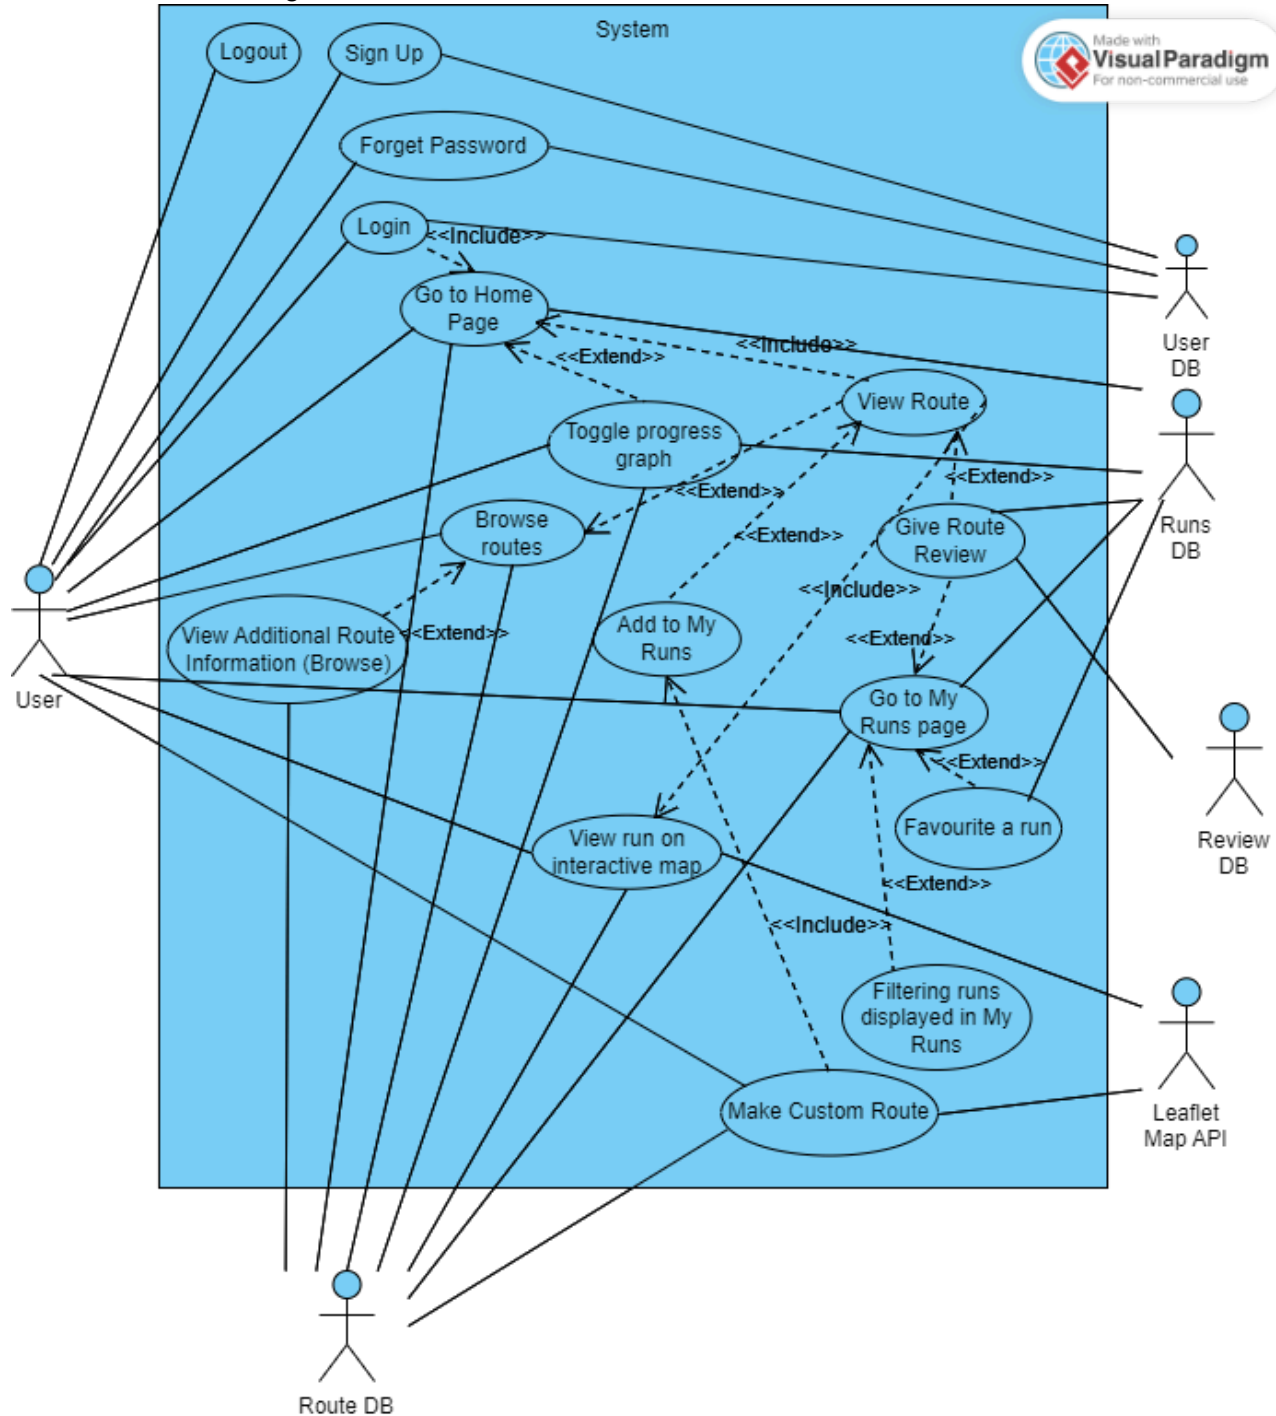 System
Made with
Visual Paradigm
For non-commercial use
Logout
Sign Up
Forget Password
Login
<<Include>>
Go to Home
Page
<<Include>>
<<Extend>>
User
DB
View Route
Toggle progress
graph
<<Extend>>
<<Extend>>
Browse
routes
<<Extend>>
Give Route
Review
Runs
DB
<<Include>>
View Additional Route
Information (Browse)
<<Extend>>
Add to My
Runs
<<Extend>>
User
Go to My
Runs page
<<Extend>>
Favourite a run
Review
DB
View run on
interactive map
<<Extend>>
<<Include>>
Filtering runs
displayed in My
Runs
Make Custom Route
Leaflet
Map API
Route DB